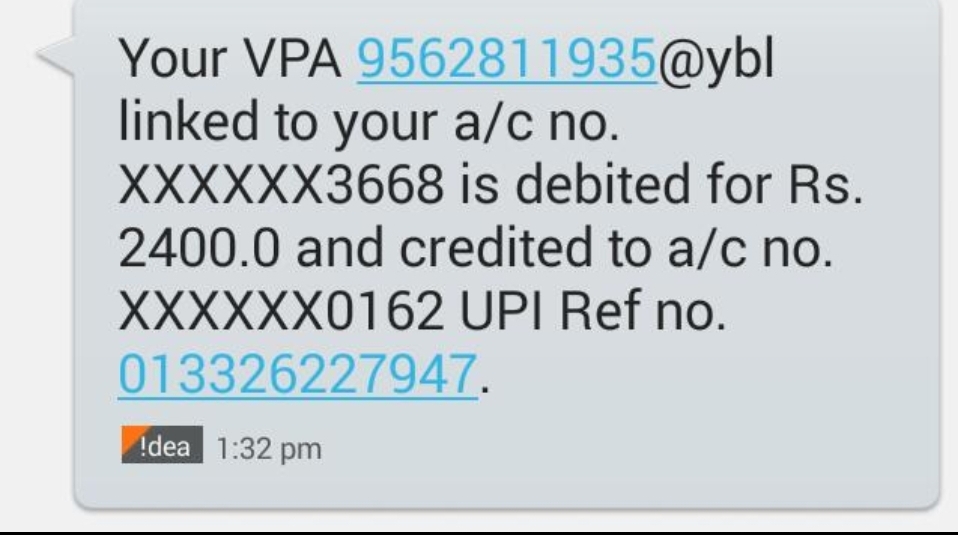 Your VPA 9562811935@ybl
linked to your a/c no.
XXXXXX3668 is debited for Rs.
2400.0 and credited to a/c no.
XXXXXX0162 UPI Ref no.
013326227947.
!dea 1:32 pm